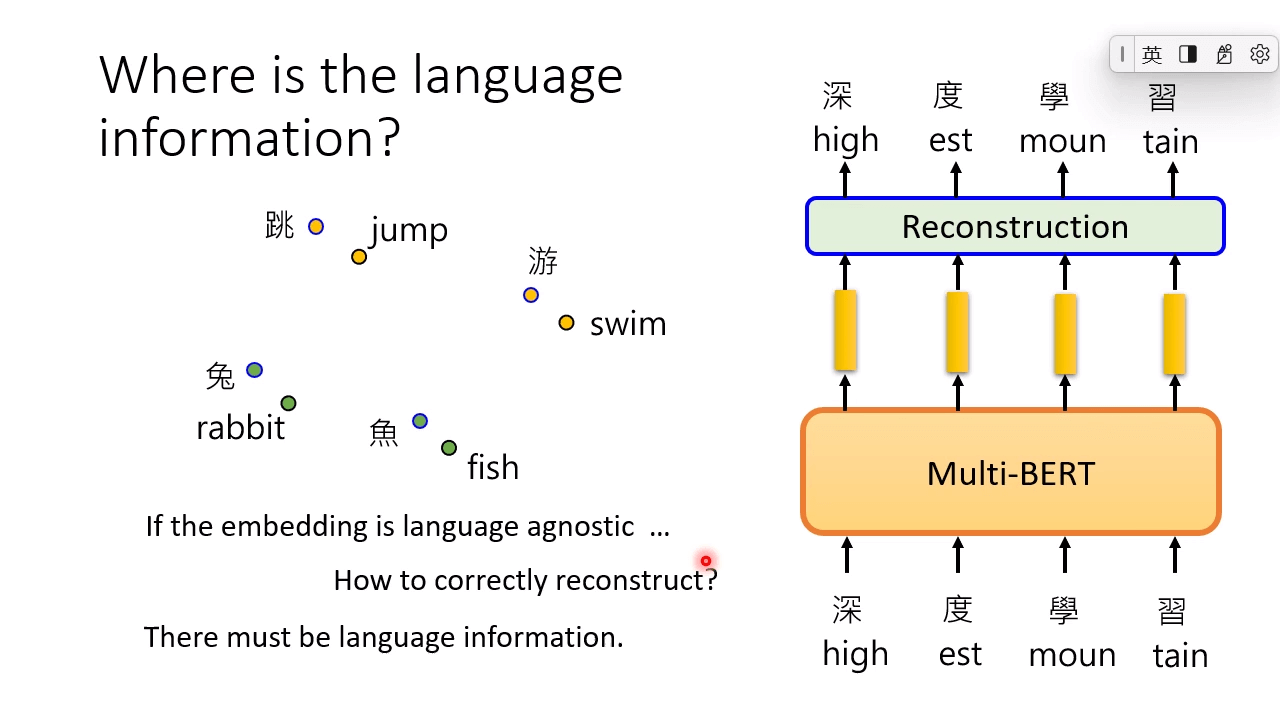 Where is the language
information?
跳
jump
游
swim
兔
rabbit
魚
fish
If the embedding is language agnostic …
How to correctly reconstruct?
There must be language information.
英
深 度 學 習
high est moun tain
Reconstruction
Multi-BERT
深 度 學 習
high est moun tain